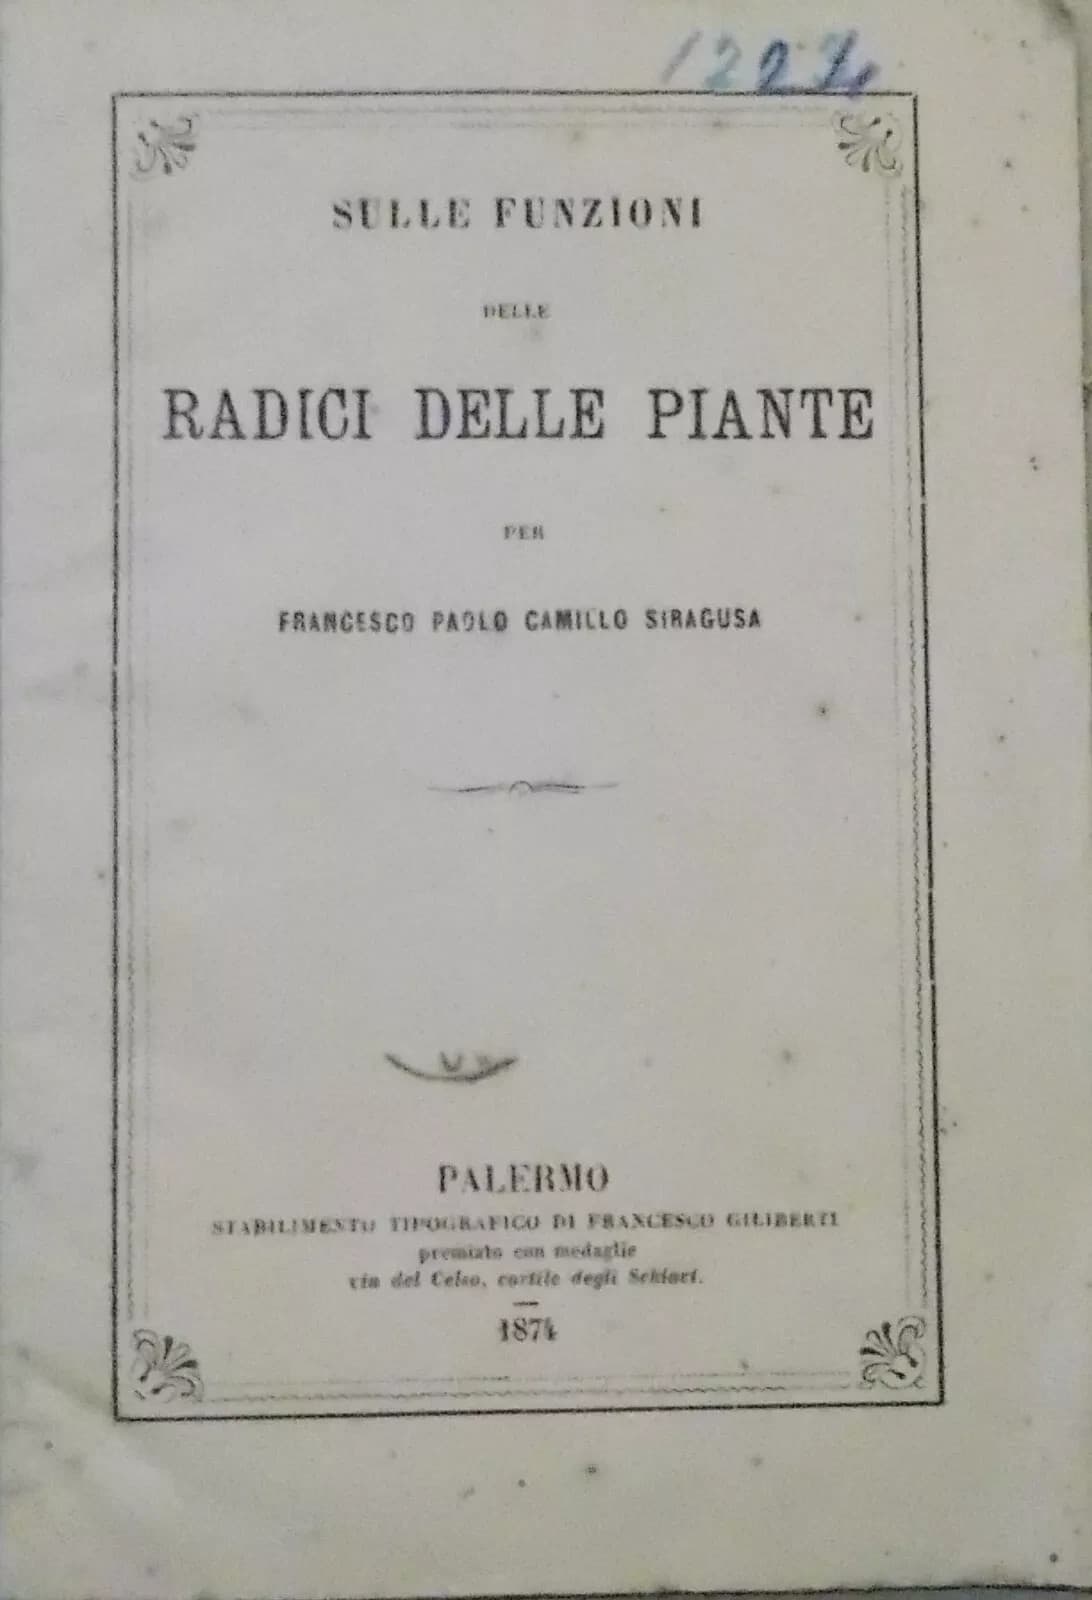 1224
SULLE FUNZIONI
DELLE
RADICI DELLE PIANTE
PER
FRANCESCO PAOLO CAMILLO SIRAGUSA
PALERMO
STABILIMENTO TIPOGRAFICO DI FRANCESCO GILIBERTI
premiato con medaglie
via del Celso, cortile degli Schiavi.
1874